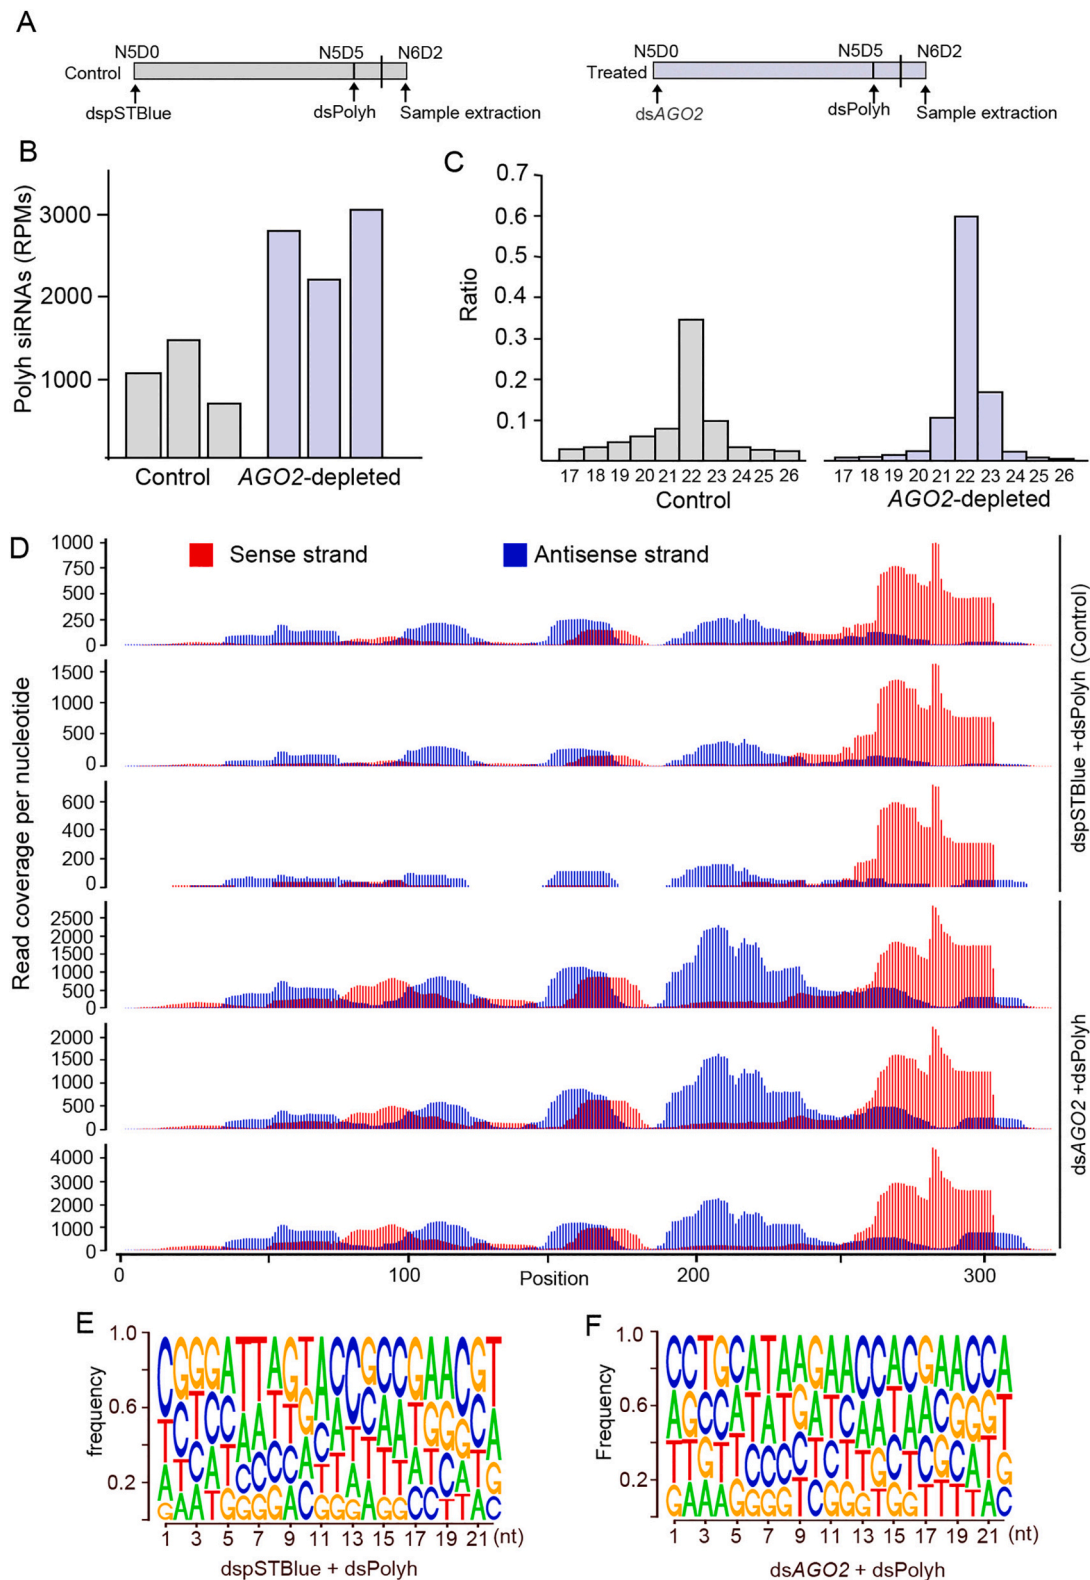 A
N5D0 N5D5 N6D2
Control
dspSTBlue dsPolyh Sample extraction
N5D0 N5D5 N6D2
Treated
dsAGO2 dsPolyh Sample extraction
B
Polyh siRNAs (RPMs)
3000
2000
1000
Control AGO2-depleted
C
Ratio
0.7
0.6
0.5
0.4
0.3
0.2
0.1
17 18 19 20 21 22 23 24 25 26
Control
17 18 19 20 21 22 23 24 25 26
AGO2-depleted
D
Sense strand Antisense strand
Read coverage per nucleotide
1000
750
500
250
0
1500
1000
500
0
600
400
200
0
2500
2000
1500
1000
500
0
2000
1500
1000
500
0
4000
3000
2000
1000
0
0 100 200 300
Position
dspSTBlue +dsPolyh (Control)
dsAGO2 +dsPolyh
E
frequency
1.0
0.6
0.2
1 3 5 7 9 11 13 15 17 19 21 (nt)
dspSTBlue + dsPolyh
F
Frequency
1.0
0.6
0.2
1 3 5 7 9 11 13 15 17 19 21 (nt)
dsAGO2 + dsPolyh